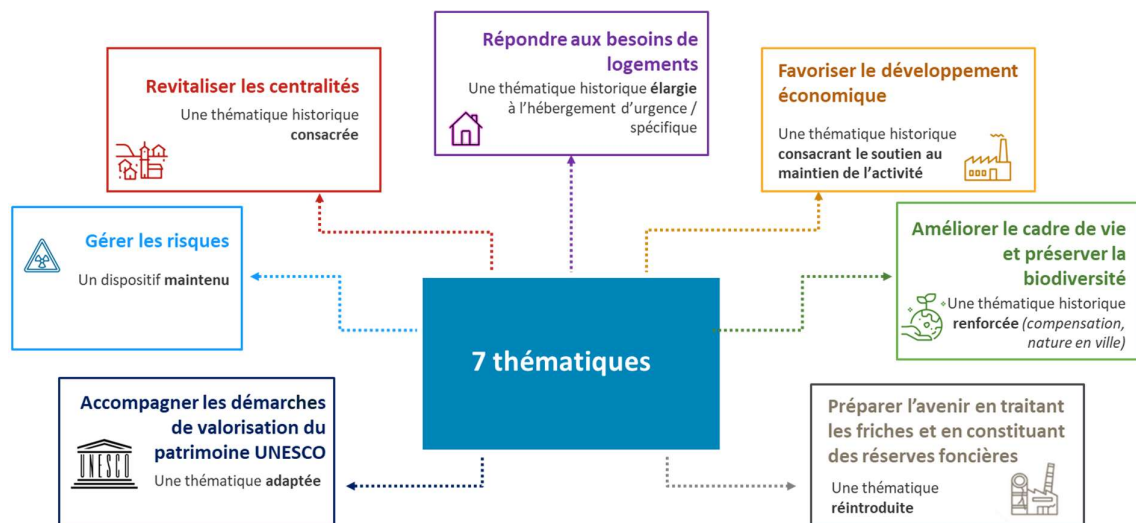 Revitaliser les centralités
Une thématique historique
consacrée
Répondre aux besoins de
logements
Une thématique historique élargie
à l'hébergement d'urgence /
spécifique
Favoriser le développement
économique
Une thématique historique
consacrant le soutien au
maintien de l'activité
Gérer les risques
Un dispositif maintenu
Améliorer le cadre de vie
et préserver la
biodiversité
Une thématique historique
renforcée (compensation,
nature en ville)
7 thématiques
Accompagner les démarches
de valorisation du
patrimoine UNESCO
UNESCO
Une thématique adaptée
Préparer l'avenir en traitant
les friches et en constituant
des réserves foncières
Une thématique
réintroduite